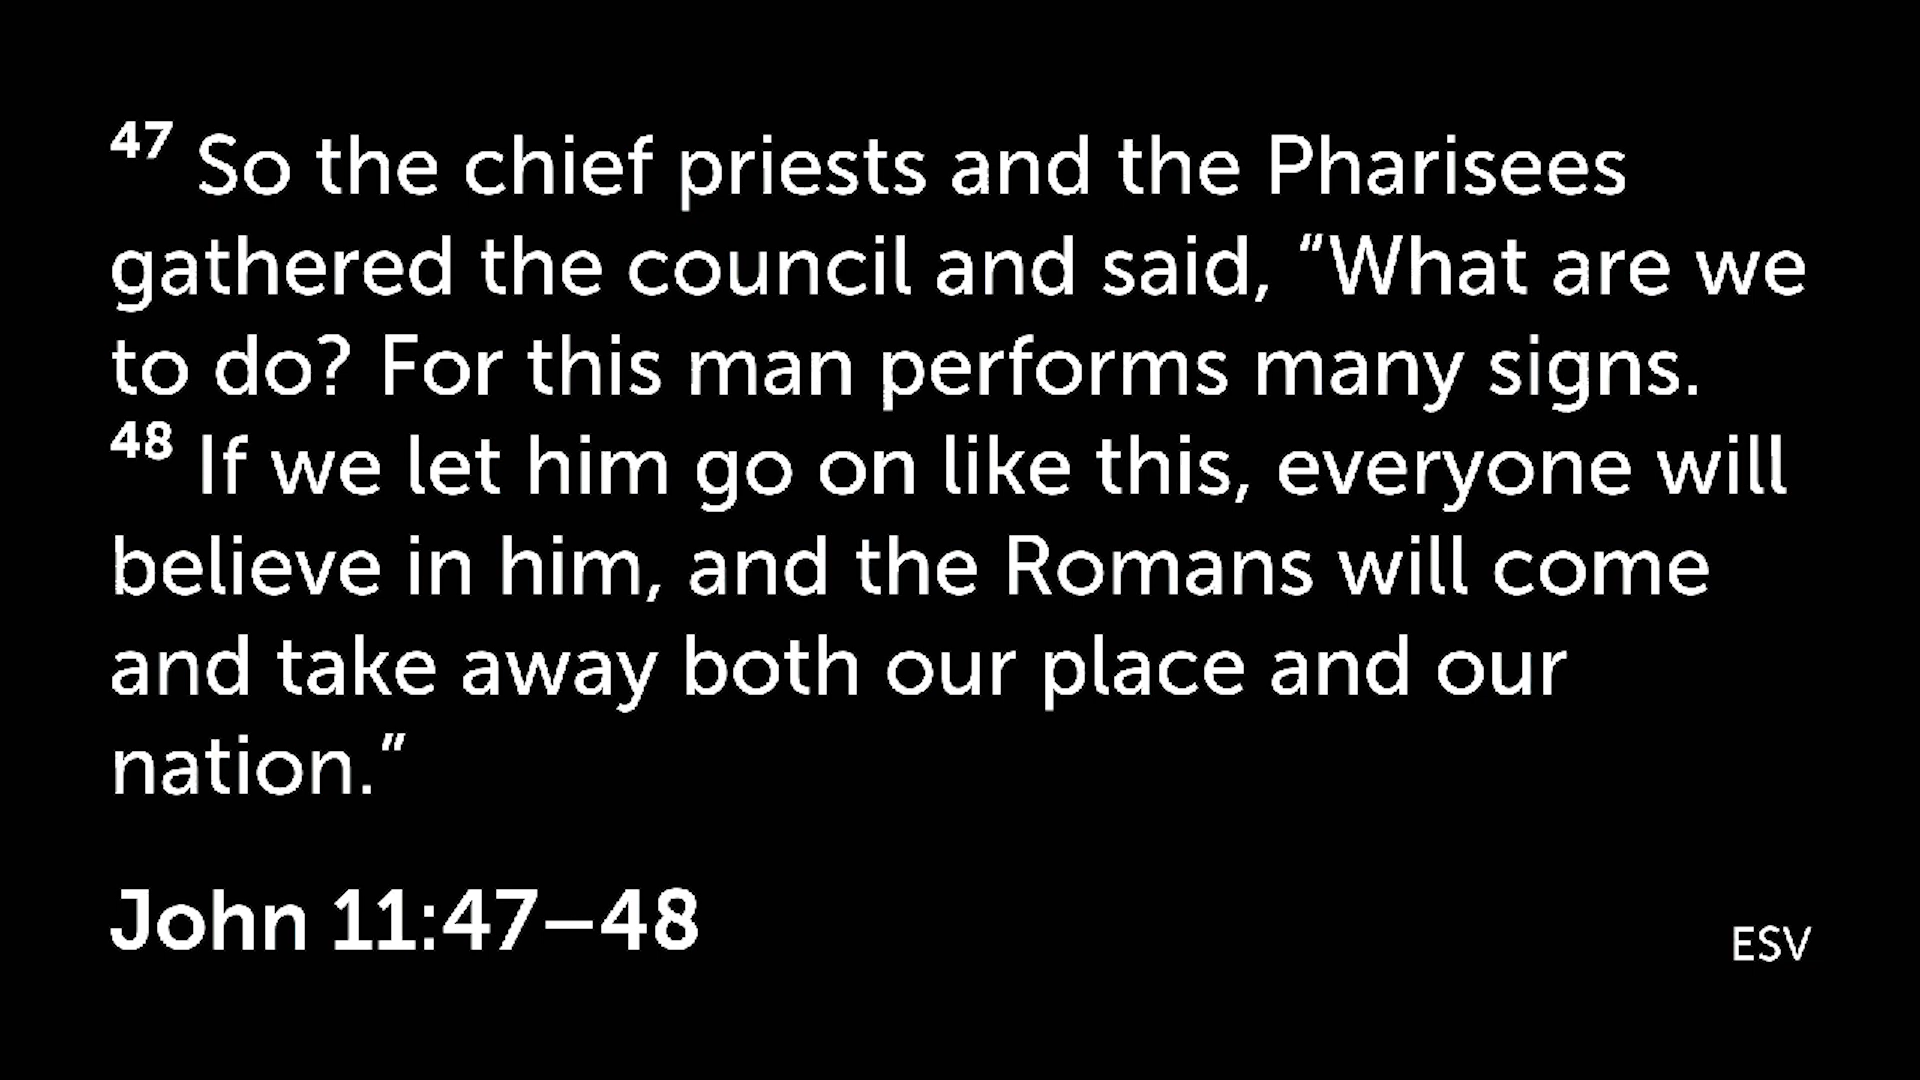 47 So the chief priests and the Pharisees
gathered the council and said, “What are we
to do? For this man performs many signs.
48 If we let him go on like this, everyone will
believe in him, and the Romans will come
and take away both our place and our
nation.”
John 11:47–48
ESV